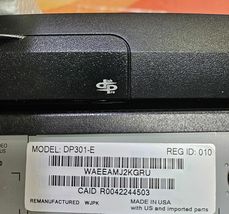 MODEL: DP301-E
REG ID: 010
WAEEAMJ2KGRU
CAID R0042244503
REMANUFACTURED WJPK
MADE IN USA
with US and imported parts